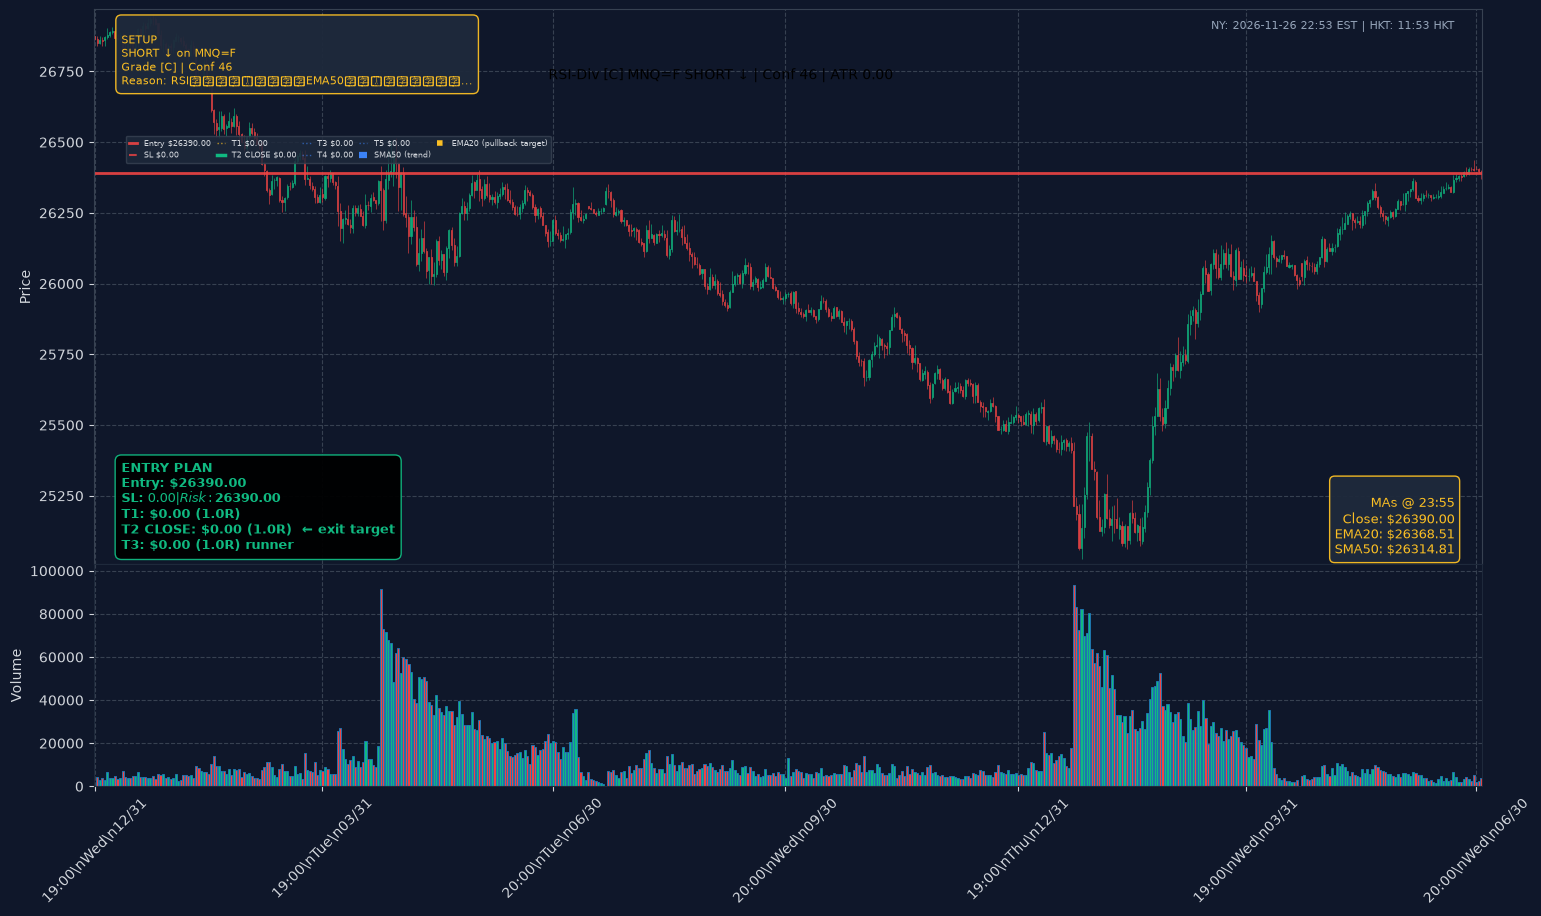 NY: 2026-11-26 22:53 EST | HKT: 11:53 HKT
SETUP
SHORT ↓ on MNQ=F
Grade [C] | Conf 46
Reason: RSI EMA50 ...
RSI-Div [C] MNQ=F SHORT ↓ | Conf 46 | ATR 0.00
Entry $26390.00
SL $0.00
T1 $0.00
T2 CLOSE $0.00
T3 $0.00
T4 $0.00
T5 $0.00
SMA50 (trend)
EMA20 (pullback target)
Price
26750
26500
26250
26000
25750
25500
25250
ENTRY PLAN
Entry: $26390.00
SL: 0.00|Risk:26390.00
T1: $0.00 (1.0R)
T2 CLOSE: $0.00 (1.0R) ← exit target
T3: $0.00 (1.0R) runner
MAs @ 23:55
Close: $26390.00
EMA20: $26368.51
SMA50: $26314.81
Volume
100000
80000
60000
40000
20000
0
19:00\nWed\n12/31
19:00\nTue\n03/31
20:00\nTue\n06/30
20:00\nWed\n09/30
19:00\nThu\n12/31
19:00\nWed\n03/31
20:00\nWed\n06/30